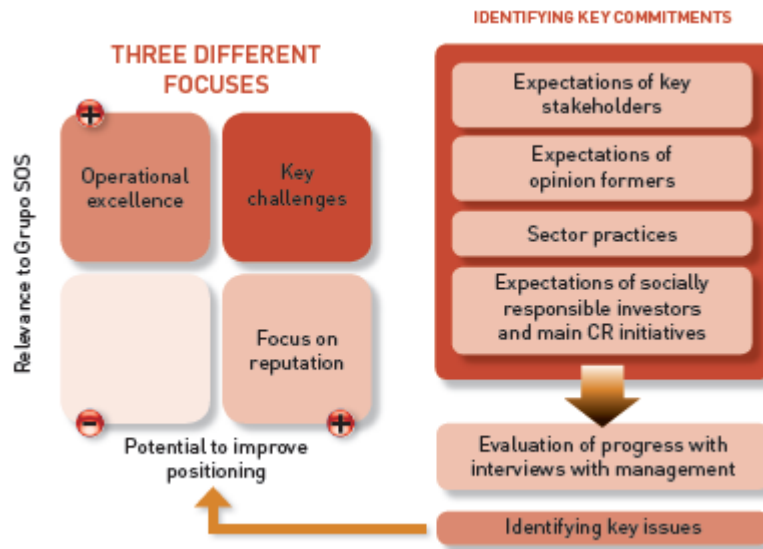 THREE DIFFERENT
FOCUSES
Relevance to Grupo SOS
+
Operational
excellence
Key
challenges
Focus on
reputation
-
+
Potential to improve
positioning
IDENTIFYING KEY COMMITMENTS
Expectations of key
stakeholders
Expectations of
opinion formers
Sector practices
Expectations of socially
responsible investors
and main CR initiatives
Evaluation of progress with
interviews with management
Identifying key issues